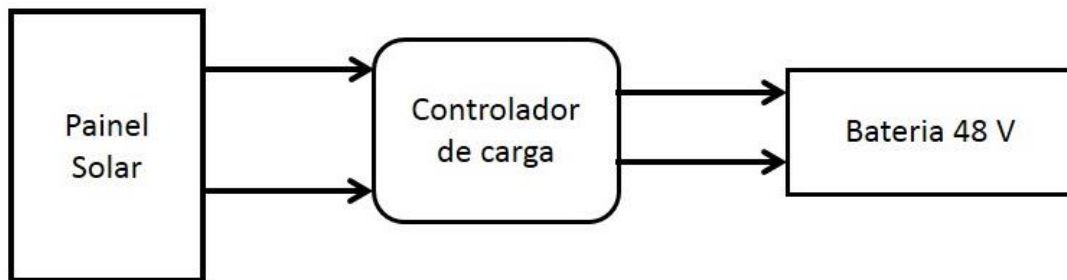 Painel
Solar
Controlador
de carga
Bateria 48 V